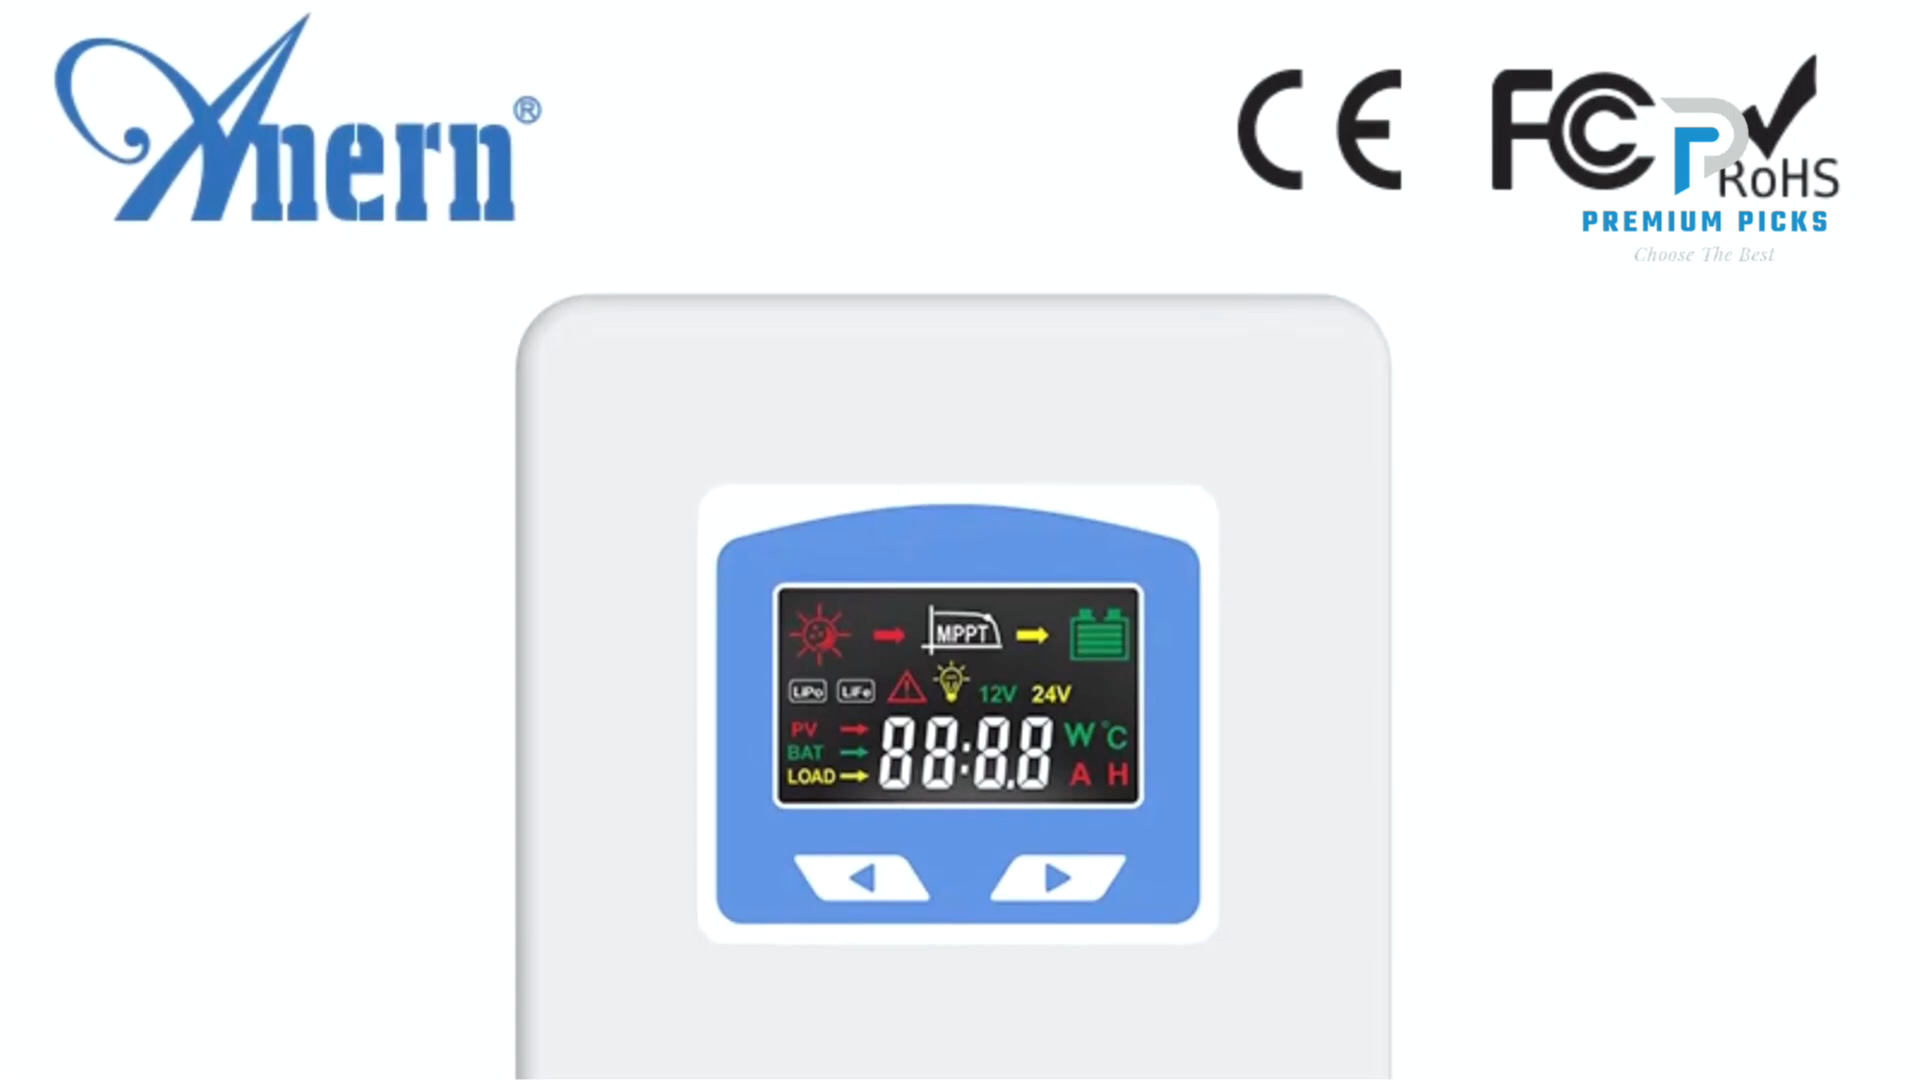 Anern®
CE FC RoHS
PREMIUM PICKS
Choose The Best
MPPT
LiPo LiFe 12V 24V
PV
BAT
LOAD
88:8.8
W °C
A H